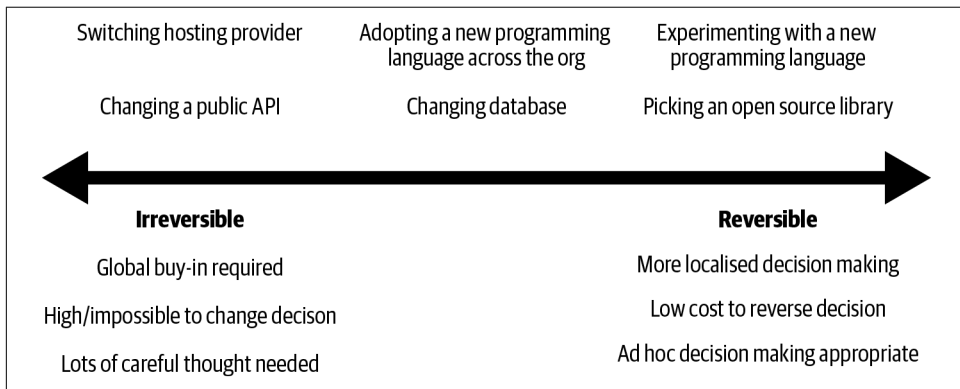 Switching hosting provider
Adopting a new programming
language across the org
Experimenting with a new
programming language
Changing a public API
Changing database
Picking an open source library
Irreversible
Reversible
Global buy-in required
More localised decision making
High/impossible to change decison
Low cost to reverse decision
Lots of careful thought needed
Ad hoc decision making appropriate